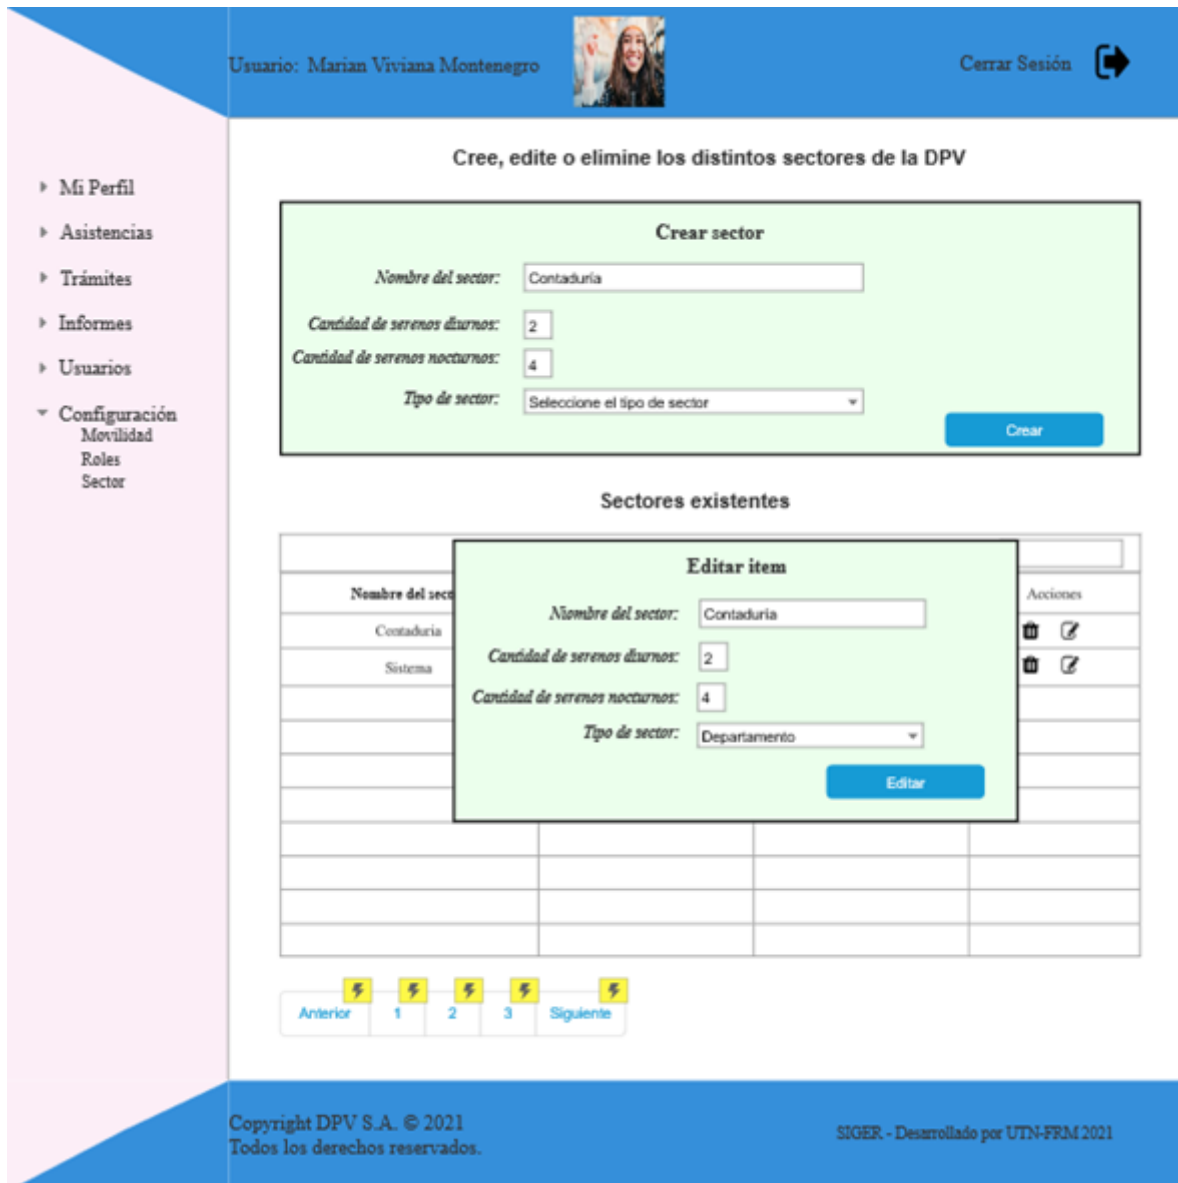 Usuario: Marian Viviana Montenegro
Cerrar Sesión
Cree, edite o elimine los distintos sectores de la DPV
Mi Perfil
Asistencias
Trámites
Informes
Usuarios
Configuración
Movilidad
Roles
Sector
Crear sector
Nombre del sector: Contaduría
Cantidad de serenos diurnos: 2
Cantidad de serenos nocturnos: 4
Tipo de sector: Seleccione el tipo de sector
Crear
Sectores existentes
Nombre del sect
Acciones
Contaduria
Sistema
Editar item
Niombre del sector: Contaduría
Cantidad de serenos diurnos: 2
Cantidad de serenos nocturnos: 4
Tipo de sector: Departamento
Editar
Anterior 1 2 3 Siguiente
Copyright DPV S.A. © 2021
Todos los derechos reservados.
SIGER - Desarrollado por UTN-FRM 2021